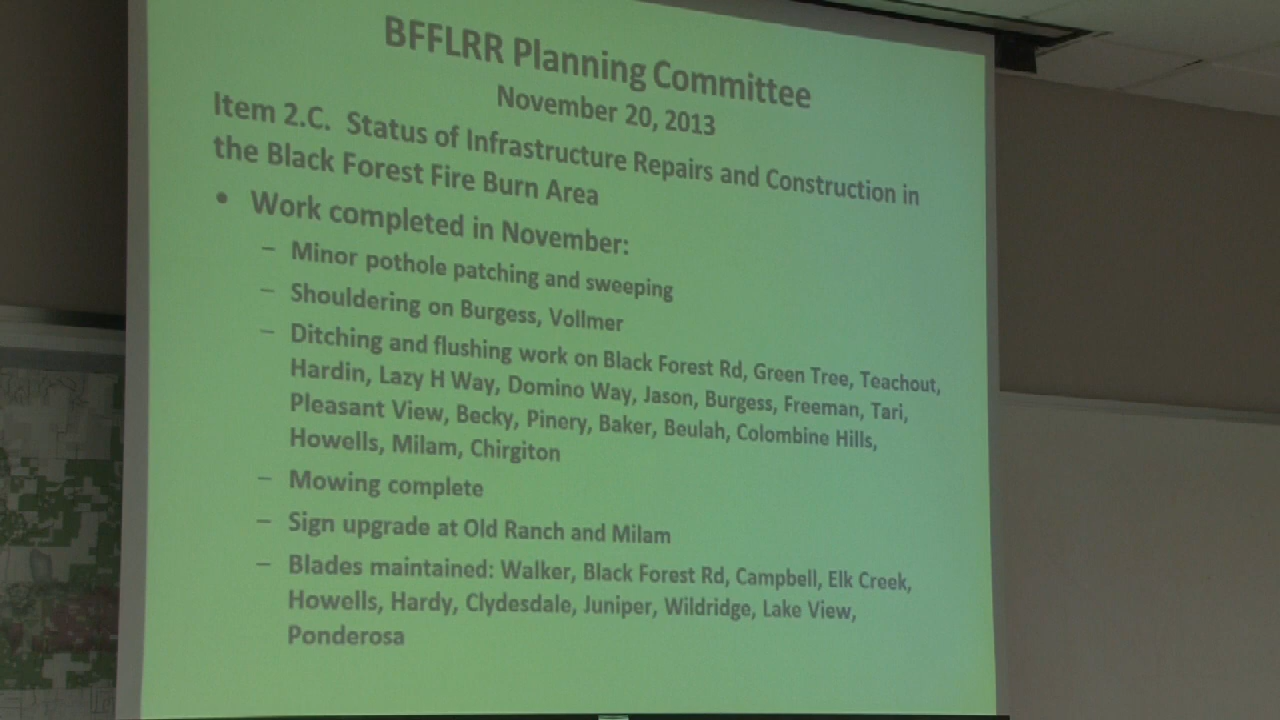 BFFLRR Planning Committee
November 20, 2013
Item 2.C. Status of Infrastructure Repairs and Construction in
the Black Forest Fire Burn Area
• Work completed in November:
– Minor pothole patching and sweeping
– Shouldering on Burgess, Vollmer
– Ditching and flushing work on Black Forest Rd, Green Tree, Teachout,
Hardin, Lazy H Way, Domino Way, Jason, Burgess, Freeman, Tari,
Pleasant View, Becky, Pinery, Baker, Beulah, Colombine Hills,
Howells, Milam, Chirgiton
– Mowing complete
– Sign upgrade at Old Ranch and Milam
– Blades maintained: Walker, Black Forest Rd, Campbell, Elk Creek,
Howells, Hardy, Clydesdale, Juniper, Wildridge, Lake View,
Ponderosa